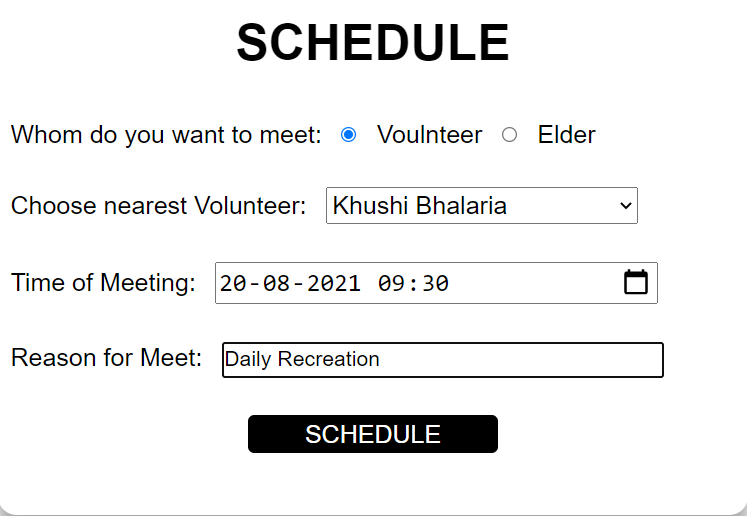 SCHEDULE
Whom do you want to meet: Voulnteer Elder
Choose nearest Volunteer: Khushi Bhalaria
Time of Meeting: 20-08-2021 09:30
Reason for Meet: Daily Recreation
SCHEDULE